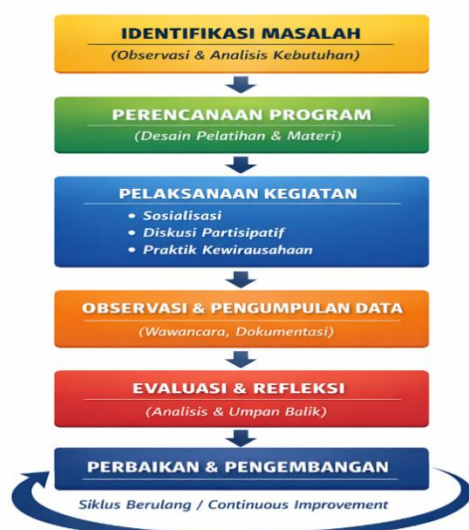 IDENTIFIKASI MASALAH
(Observasi & Analisis Kebutuhan)
PERENCANAAN PROGRAM
(Desain Pelatihan & Materi)
PELAKSANAAN KEGIATAN
• Sosialisasi
• Diskusi Partisipatif
• Praktik Kewirausahaan
OBSERVASI & PENGUMPULAN DATA
(Wawancara, Dokumentasi)
EVALUASI & REFLEKSI
(Analisis & Umpan Balik)
PERBAIKAN & PENGEMBANGAN
Siklus Berulang / Continuous Improvement